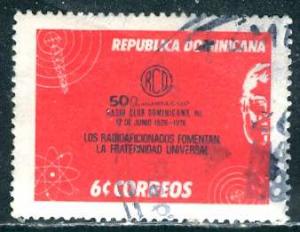 REPUBLIKA DOMINICANA
RCD
50
RADIO CLUB DOMINICANO, INC.
12 DE JUNIO 1926-1976
LOS RADIOAFICIONADOS FOMENTAN
LA FRATERNIDAD UNIVERSAL
6¢ CORREOS